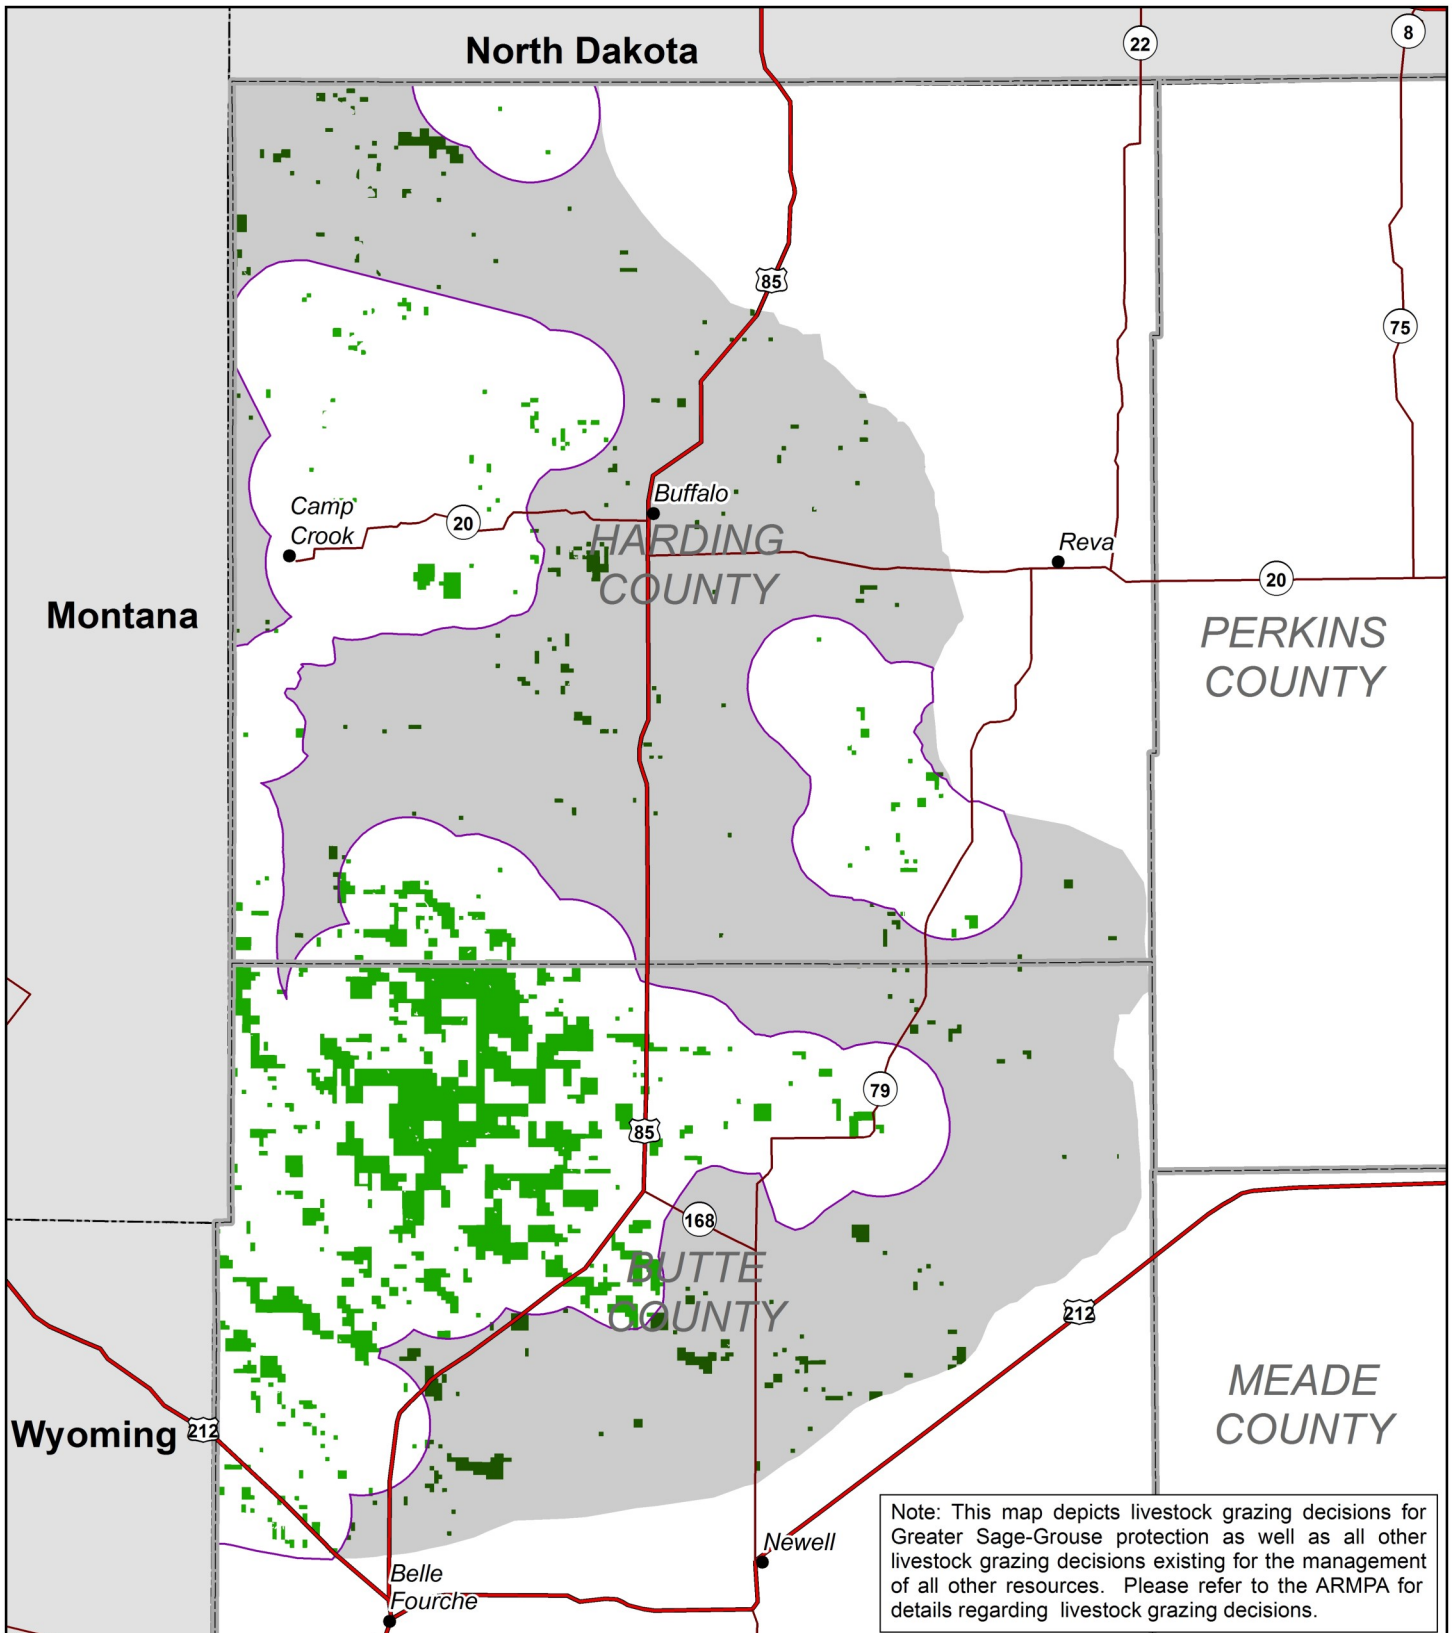 North Dakota
22
8
85
75
Camp
Crook
20
Buffalo
HARDING
COUNTY
Reva
20
Montana
PERKINS
COUNTY
79
85
168
BUTTE
COUNTY
212
MEADE
COUNTY
Wyoming
212
Note: This map depicts livestock grazing decisions for
Greater Sage-Grouse protection as well as all other
livestock grazing decisions existing for the management
of all other resources. Please refer to the ARMPA for
details regarding livestock grazing decisions.
Newell
Belle
Fourche